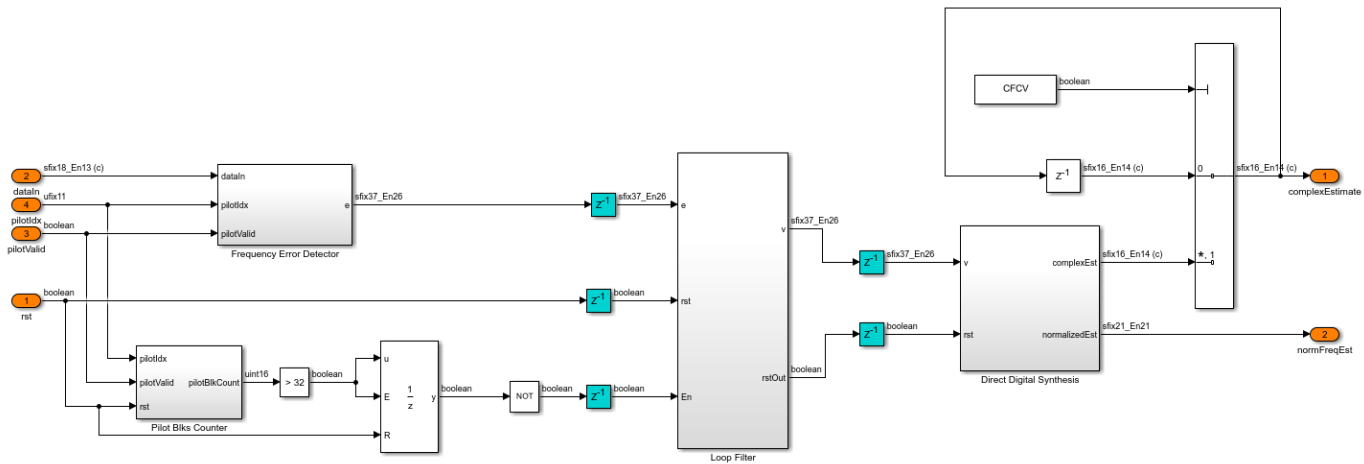 CFCV
boolean
sfix18_En13 (c)
2
dataIn
dataIn
ufix11
4
pilotIdx
pilotIdx
boolean
3
pilotValid
pilotValid
e
sfix37_En26
Frequency Error Detector
z-1
sfix37_En26
e
sfix37_En26
v
z-1
sfix37_En26
v
z-1
sfix16_En14 (c)
0
sfix16_En14 (c)
1
complexEstimate
complexEst
sfix16_En14 (c)
*, 1
boolean
1
rst
z-1
boolean
rst
z-1
boolean
rst
normalizedEst
sfix21_En21
2
normFreqEst
Direct Digital Synthesis
pilotIdx
pilotValid
pilotBlkCount
rst
Pilot Blks Counter
uint16
> 32
boolean
u
E
R
1
z
y
boolean
NOT
boolean
z-1
boolean
En
rstOut
boolean
Loop Filter